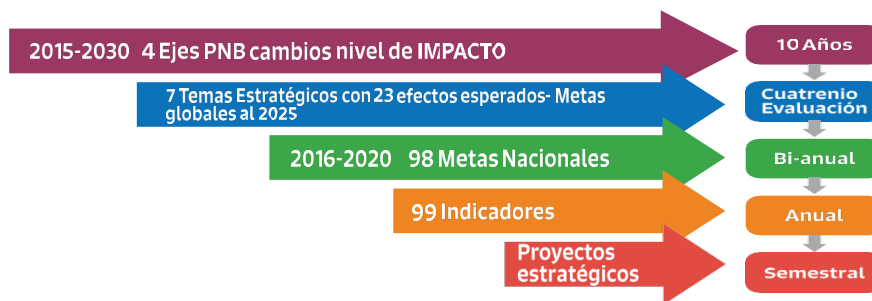 2015-2030 4 Ejes PNB cambios nivel de IMPACTO
10 Años
7 Temas Estratégicos con 23 efectos esperados- Metas
globales al 2025
Cuatrenio
Evaluación
2016-2020 98 Metas Nacionales
Bi-anual
99 Indicadores
Anual
Proyectos
estratégicos
Semestral